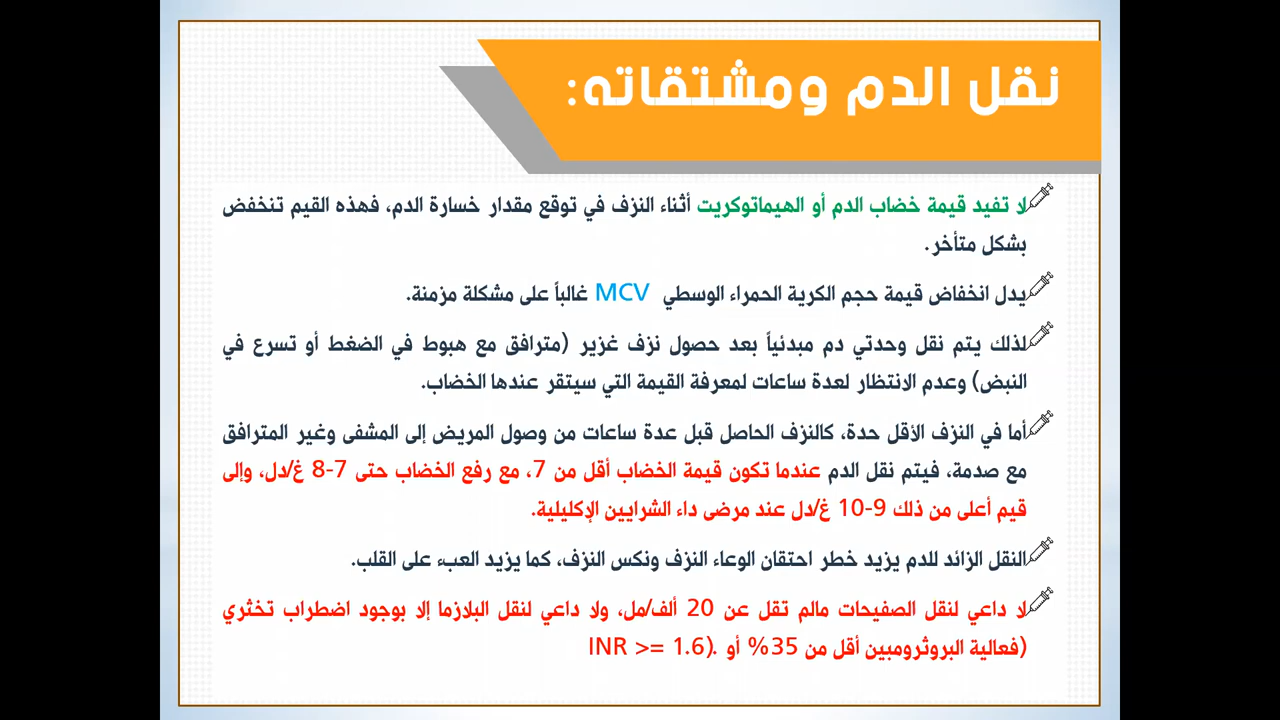 نقل الدم ومشتقاته:
لا تفيد قيمة خضاب الدم أو الهيماتوكريت أثناء النزف في توقع مقدار خسارة الدم، فهذه القيم تنخفض
بشكل متأخر.
يدل انخفاض قيمة حجم الكرية الحمراء الوسطي MCV غالباً على مشكلة مزمنة.
لذلك يتم نقل وحدتي دم مبدئياً بعد حصول نزف غزير (مترافق مع هبوط في الضغط أو تسرع في
النبض) وعدم الانتظار لعدة ساعات لمعرفة القيمة التي سيتقر عندها الخضاب.
أما في النزف الأقل حدة، كالنزف الحاصل قبل عدة ساعات من وصول المريض إلى المشفى وغير المترافق
مع صدمة، فيتم نقل الدم عندما تكون قيمة الخضاب أقل من 7، مع رفع الخضاب حتى 7-8 غ/دل، وإلى
قيم أعلى من ذلك 9-10 غ/دل عند مرضى داء الشرايين الإكليلية.
النقل الزائد للدم يزيد خطر احتقان الوعاء النزف ونكس النزف، كما يزيد العبء على القلب.
لا داعي لنقل الصفيحات مالم تقل عن 20 ألف/مل، ولا داعي لنقل البلازما إلا بوجود اضطراب تخثري
(فعالية البروثرومبين أقل من 35% أو .(INR >= 1.6